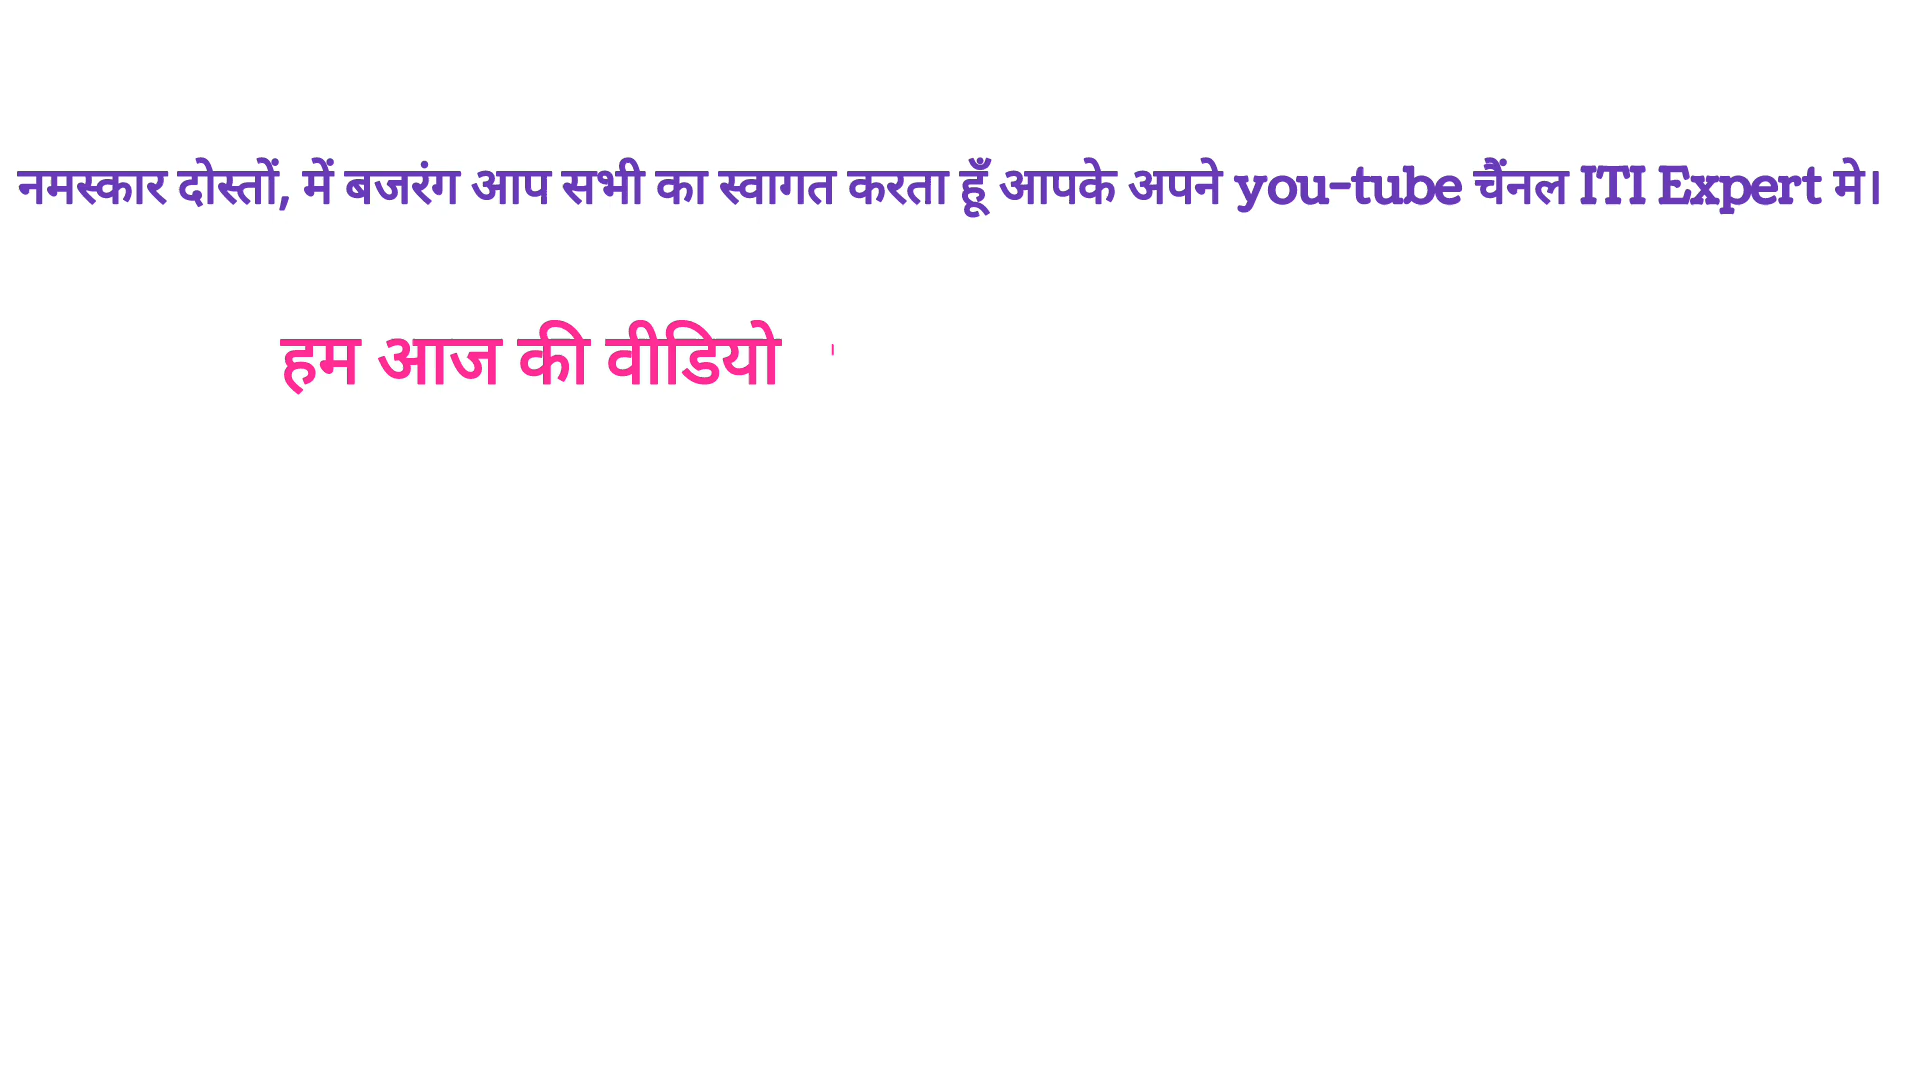 नमस्कार दोस्तों, में बजरंग आप सभी का स्वागत करता हूँ आपके अपने you-tube चैंनल ITI Expert मे।
हम आज की वीडियो